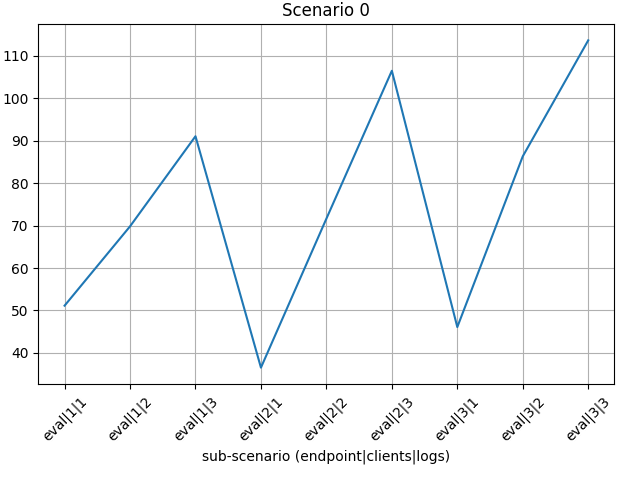 Scenario 0
110
100
90
80
70
60
50
40
eval|1|1
eval|1|2
eval|1|3
eval|2|1
eval|2|2
eval|2|3
eval|3|1
eval|3|2
eval|3|3
sub-scenario (endpoint|clients|logs)